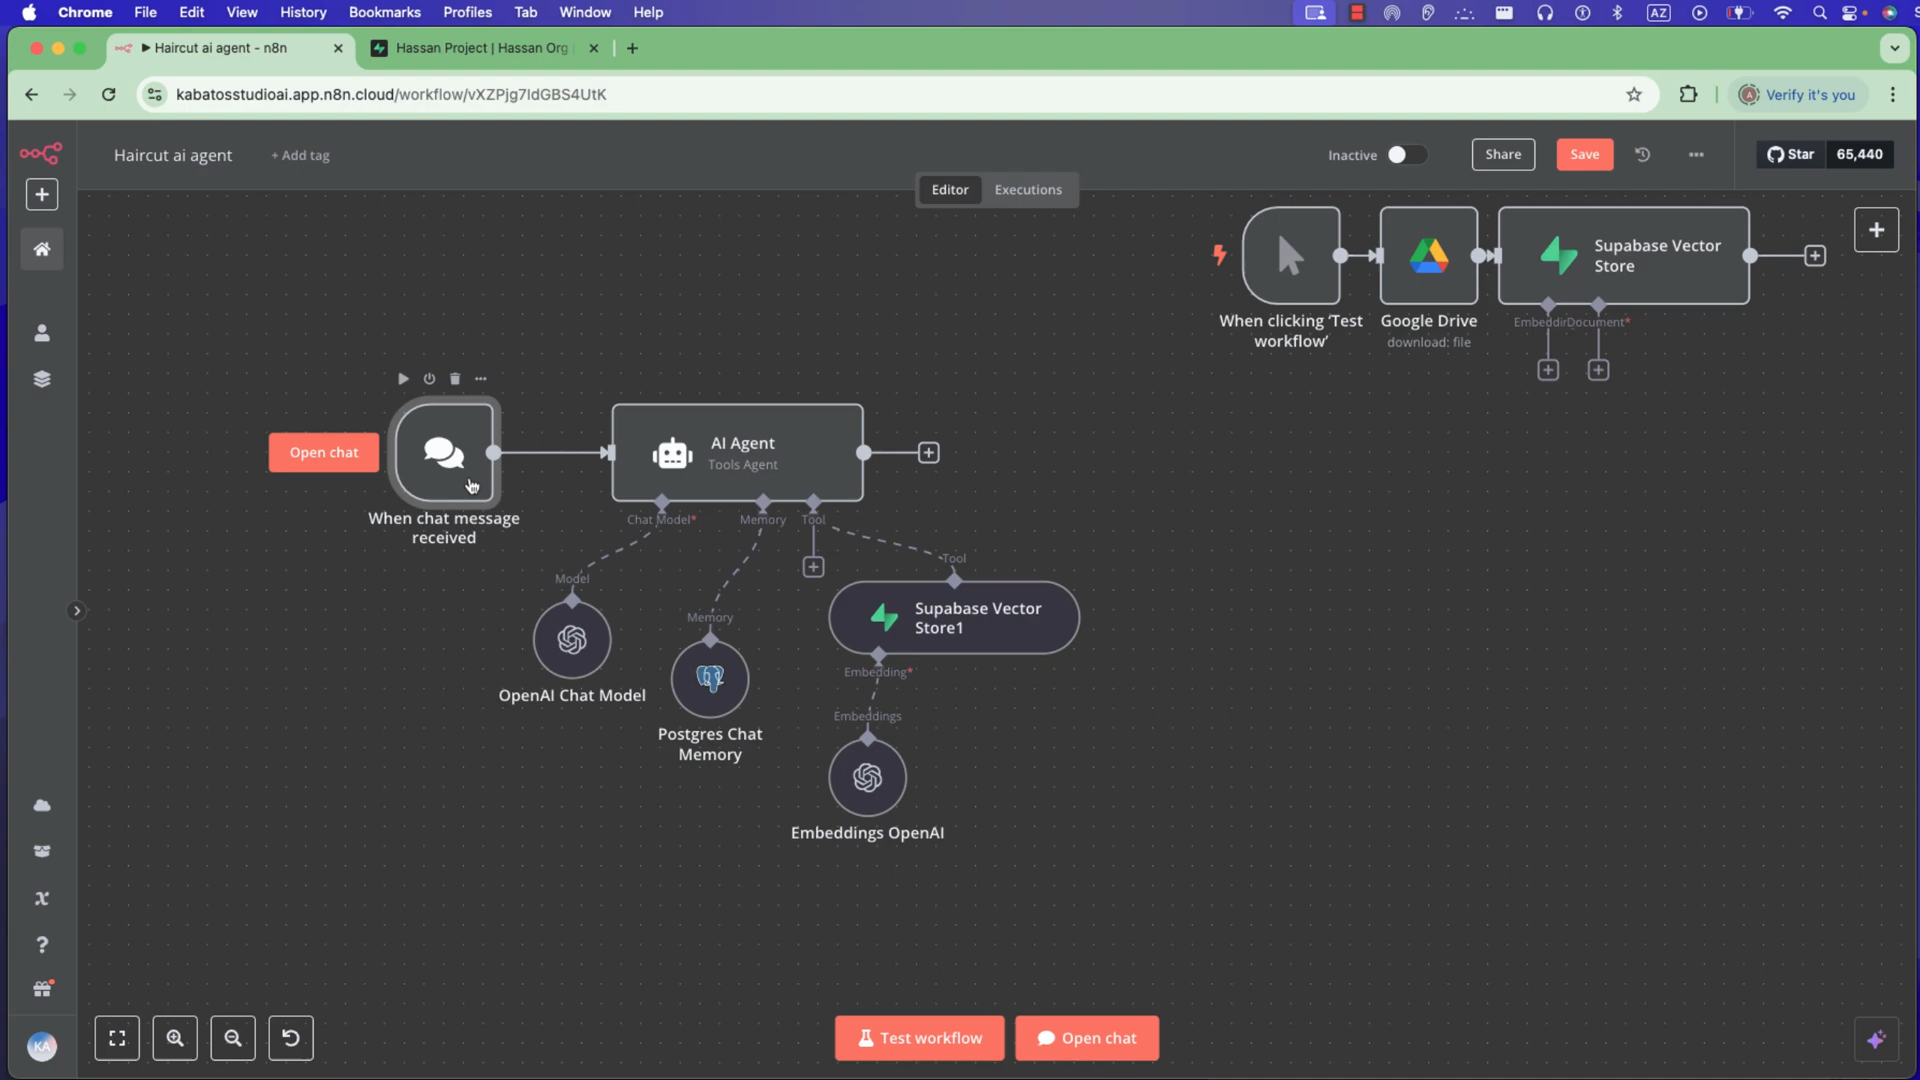 Chrome File Edit View History Bookmarks Profiles Tab Window Help
AZ
Haircut ai agent - n8n
Hassan Project | Hassan Org
kabatosstudioai.app.n8n.cloud/workflow/vXZPjg7IdGBS4UtK
Verify it's you
Haircut ai agent
+ Add tag
Inactive
Share
Save
Star
65,440
Editor
Executions
Supabase Vector
Store
When clicking ‘Test
workflow’
Google Drive
download: file
Embeddin
Document*
Open chat
AI Agent
Tools Agent
When chat message
received
Chat Model*
Memory
Tool
Tool
Model
Memory
Supabase Vector
Store1
Embedding*
OpenAI Chat Model
Embeddings
Postgres Chat
Memory
Embeddings OpenAI
KA
Test workflow
Open chat